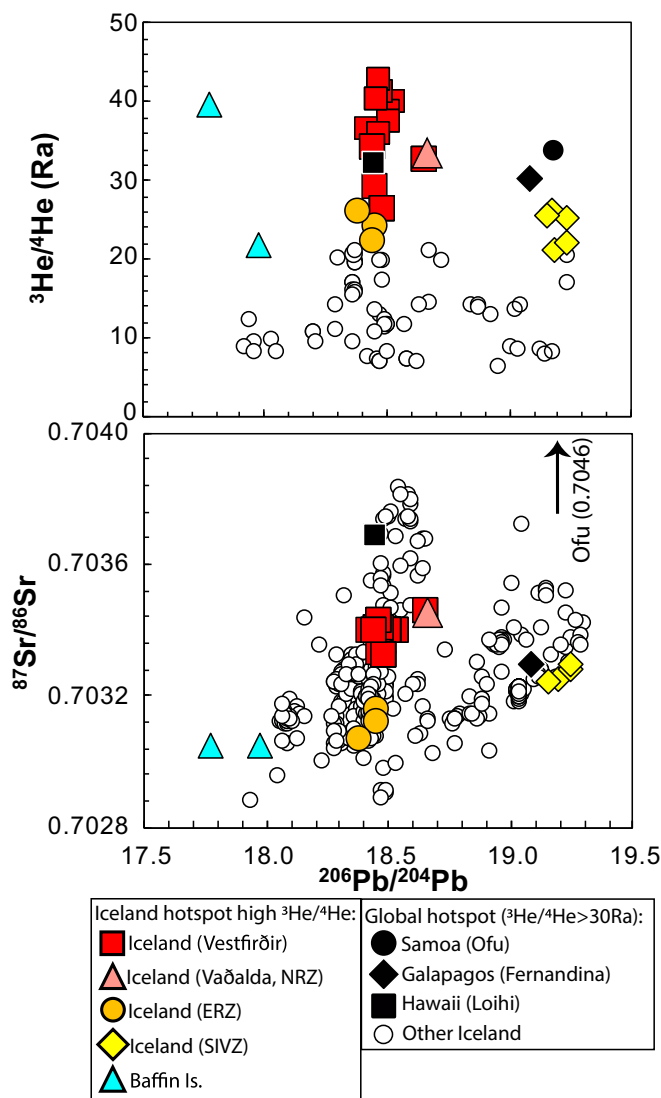 50
40
30
20
10
0
³He/⁴He (Ra)
0.7040
0.7036
0.7032
0.7028
⁸⁷Sr/⁸⁶Sr
Ofu (0.7046)
17.5 18.0 18.5 19.0 19.5
²⁰⁶Pb/²⁰⁴Pb
Iceland hotspot high ³He/⁴He:
Iceland (Vestfirðir)
Iceland (Vaðalda, NRZ)
Iceland (ERZ)
Iceland (SIVZ)
Baffin Is.
Global hotspot (³He/⁴He>30Ra):
Samoa (Ofu)
Galapagos (Fernandina)
Hawaii (Loihi)
Other Iceland